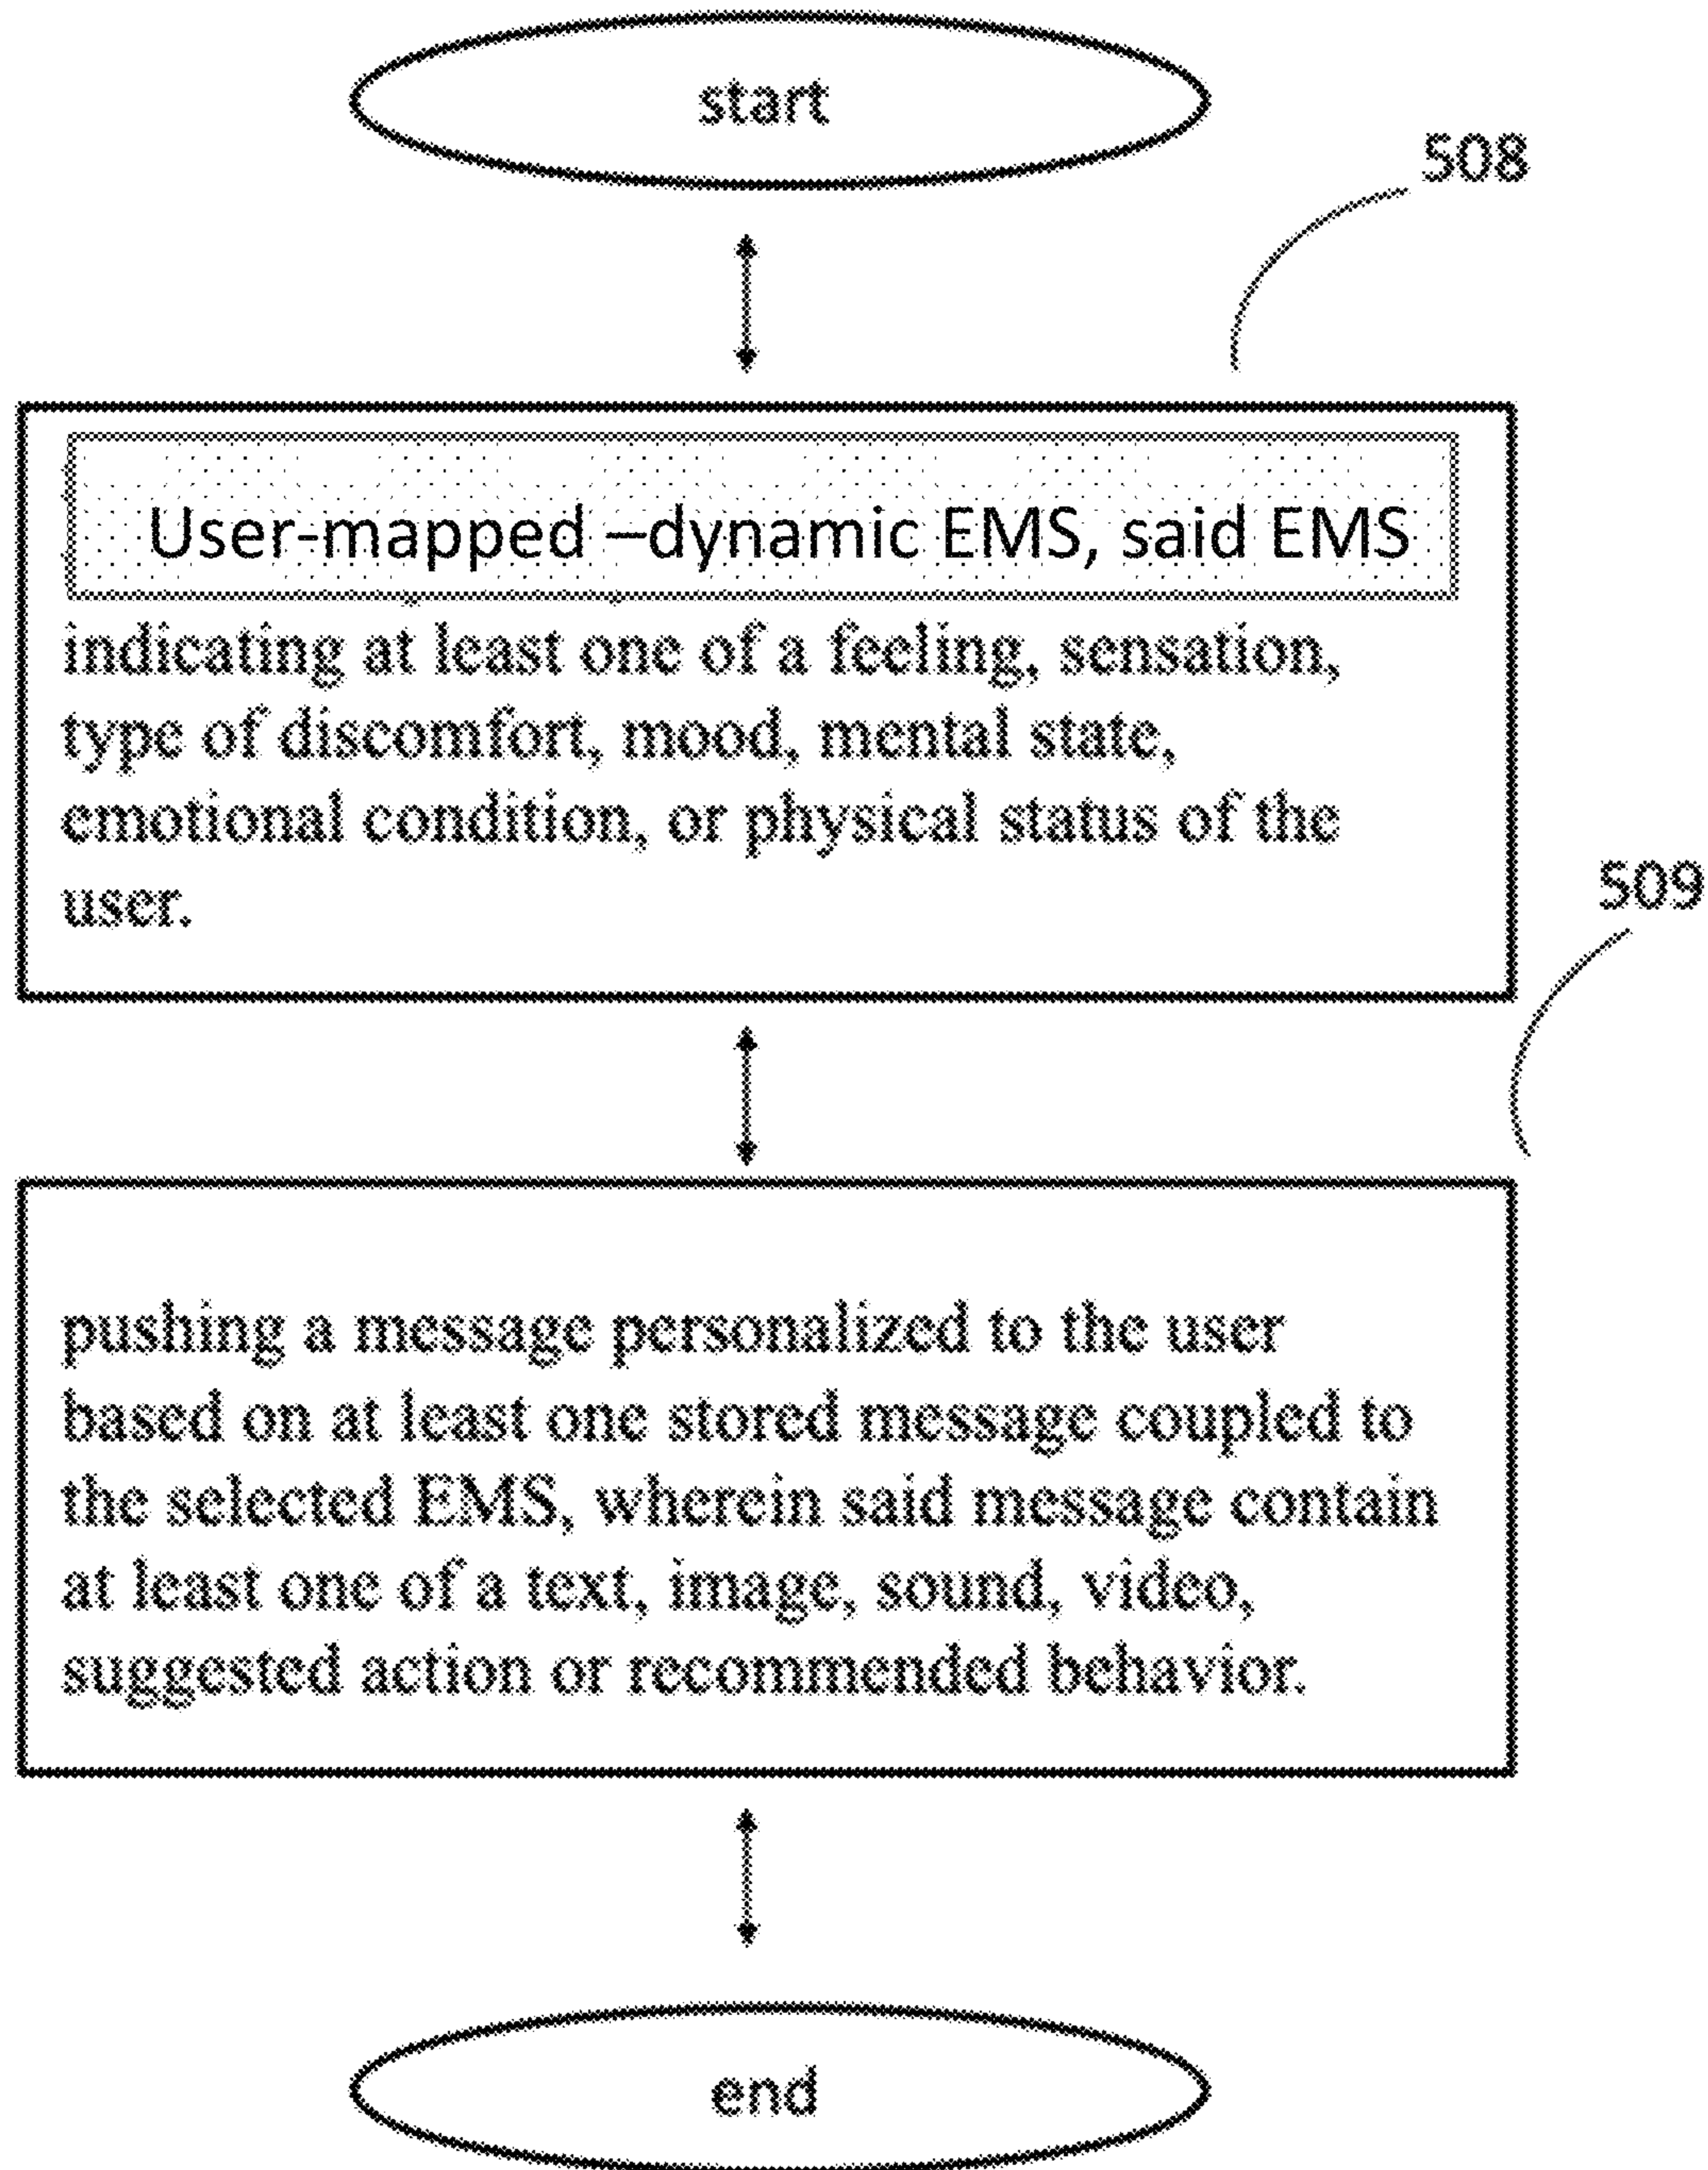 start
508
User-mapped –dynamic EMS, said EMS
indicating at least one of a feeling, sensation,
type of discomfort, mood, mental state,
emotional condition, or physical status of the
user.
509
pushing a message personalized to the user
based on at least one stored message coupled to
the selected EMS, wherein said message contain
at least one of a text, image, sound, video,
suggested action or recommended behavior.
end